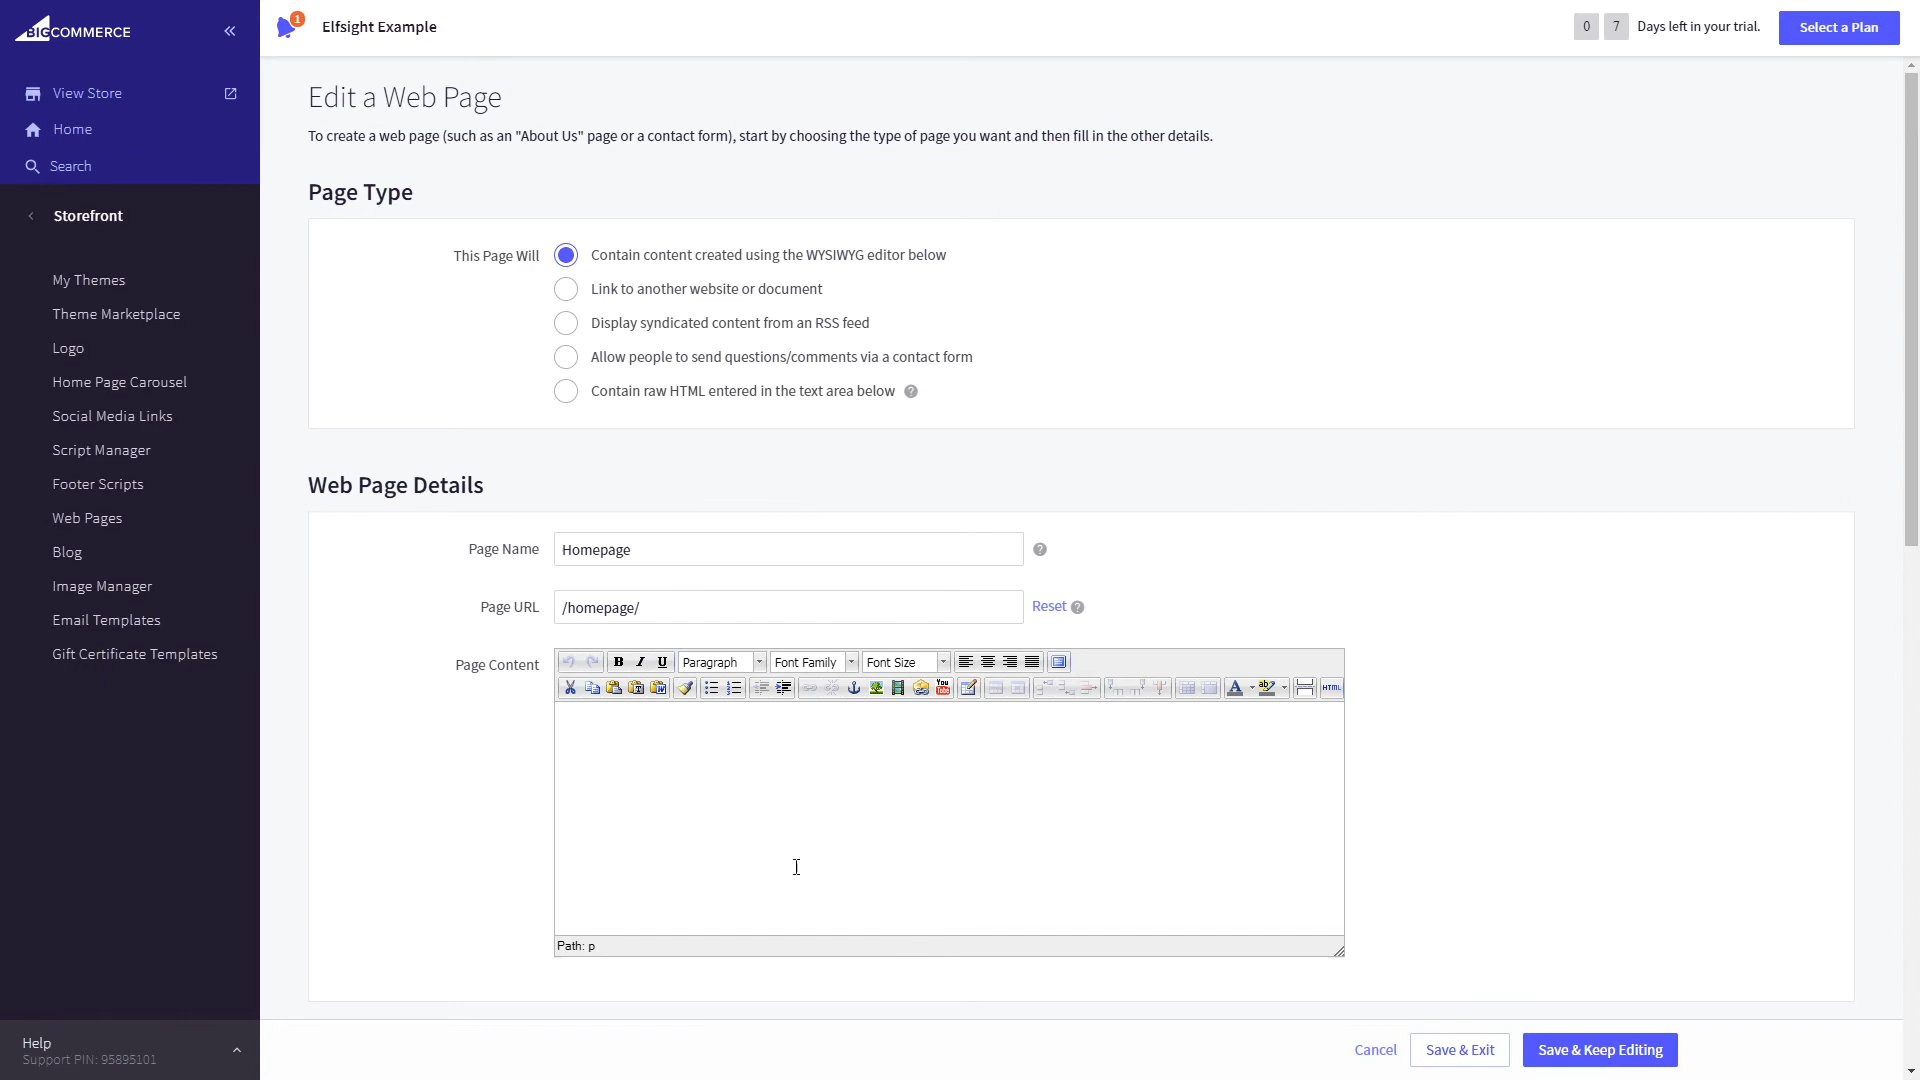 BIGCOMMERCE
View Store
Home
Search
Storefront
My Themes
Theme Marketplace
Logo
Home Page Carousel
Social Media Links
Script Manager
Footer Scripts
Web Pages
Blog
Image Manager
Email Templates
Gift Certificate Templates
Help
Support PIN: 95895101
1
Elfsight Example
0 7 Days left in your trial.
Select a Plan
Edit a Web Page
To create a web page (such as an "About Us" page or a contact form), start by choosing the type of page you want and then fill in the other details.
Page Type
This Page Will
Contain content created using the WYSIWYG editor below
Link to another website or document
Display syndicated content from an RSS feed
Allow people to send questions/comments via a contact form
Contain raw HTML entered in the text area below ?
Web Page Details
Page Name Homepage ?
Page URL /homepage/ Reset ?
Page Content
B I U Paragraph Font Family Font Size
You Tube A ab HTML
Path: p
Cancel Save & Exit Save & Keep Editing